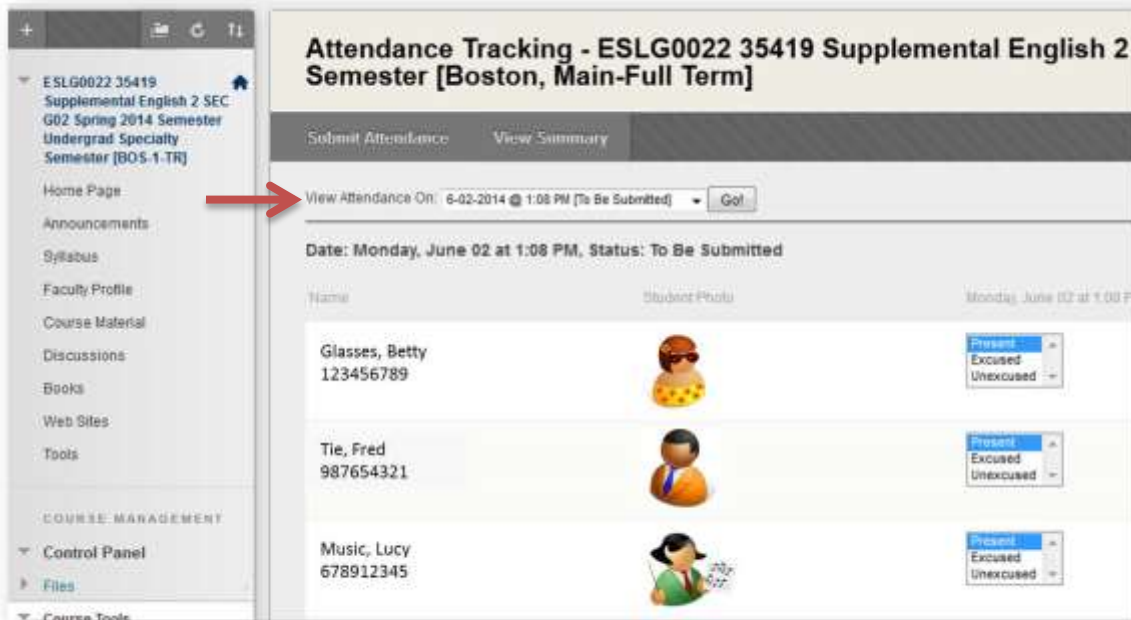 ESLG0022 35419
Supplemental English 2 SEC
G02 Spring 2014 Semester
Undergrad Specialty
Semester [BOS-1-TR]
Home Page
Announcements
Syllabus
Faculty Profile
Course Material
Discussions
Books
Web Sites
Tools
COURSE MANAGEMENT
Control Panel
Files
Course Tools
Attendance Tracking - ESLG0022 35419 Supplemental English 2
Semester [Boston, Main-Full Term]
Submit Attendance View Summary
View Attendance On: 6-02-2014 @ 1:08 PM [To Be Submitted] Go!
Date: Monday, June 02 at 1:08 PM, Status: To Be Submitted
Name Student Photo Monday, June 02 at 1:08 P
Glasses, Betty
123456789
Present
Excused
Unexcused
Tie, Fred
987654321
Present
Excused
Unexcused
Music, Lucy
678912345
Present
Excused
Unexcused